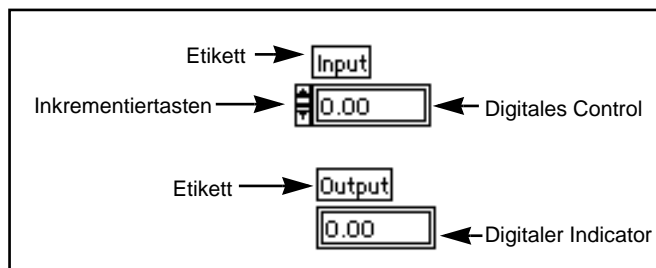 Etikett
Input
Inkrementiertasten
0.00
Digitales Control
Etikett
Output
0.00
Digitaler Indicator